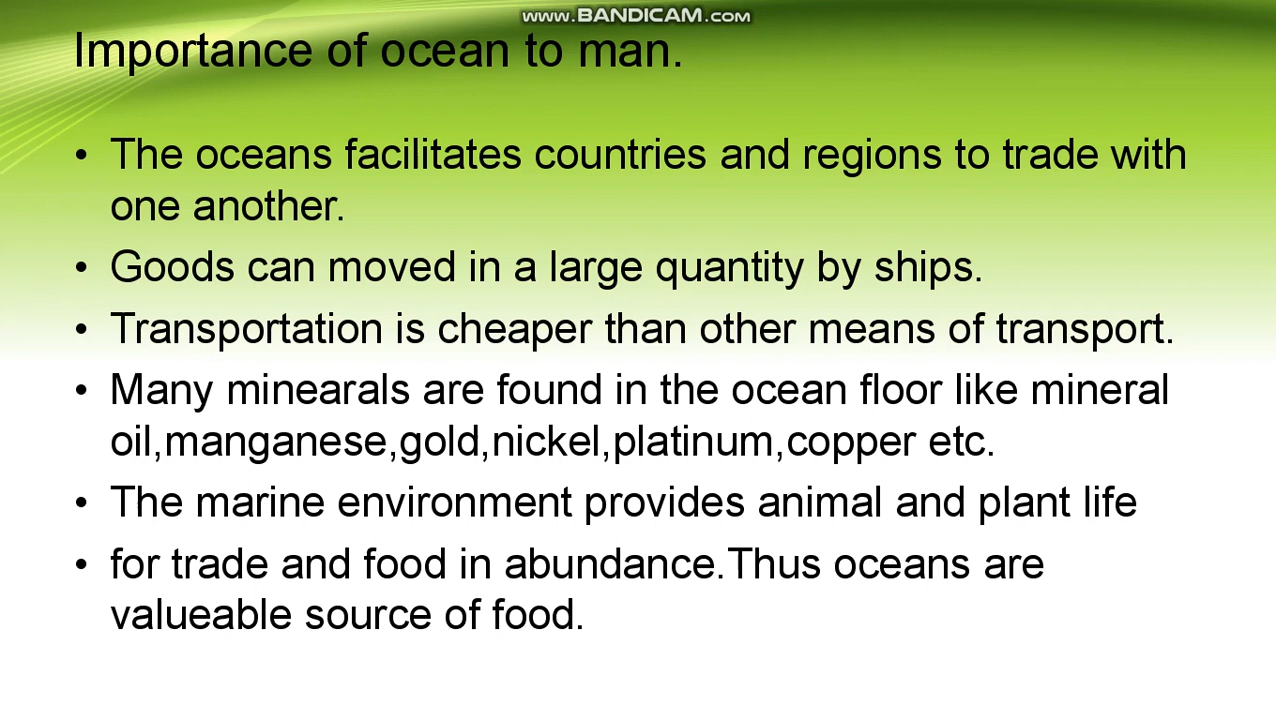 www.BANDICAM.com
Importance of ocean to man.
• The oceans facilitates countries and regions to trade with
one another.
• Goods can moved in a large quantity by ships.
• Transportation is cheaper than other means of transport.
• Many minearals are found in the ocean floor like mineral
oil,manganese,gold,nickel,platinum,copper etc.
• The marine environment provides animal and plant life
• for trade and food in abundance.Thus oceans are
valueable source of food.